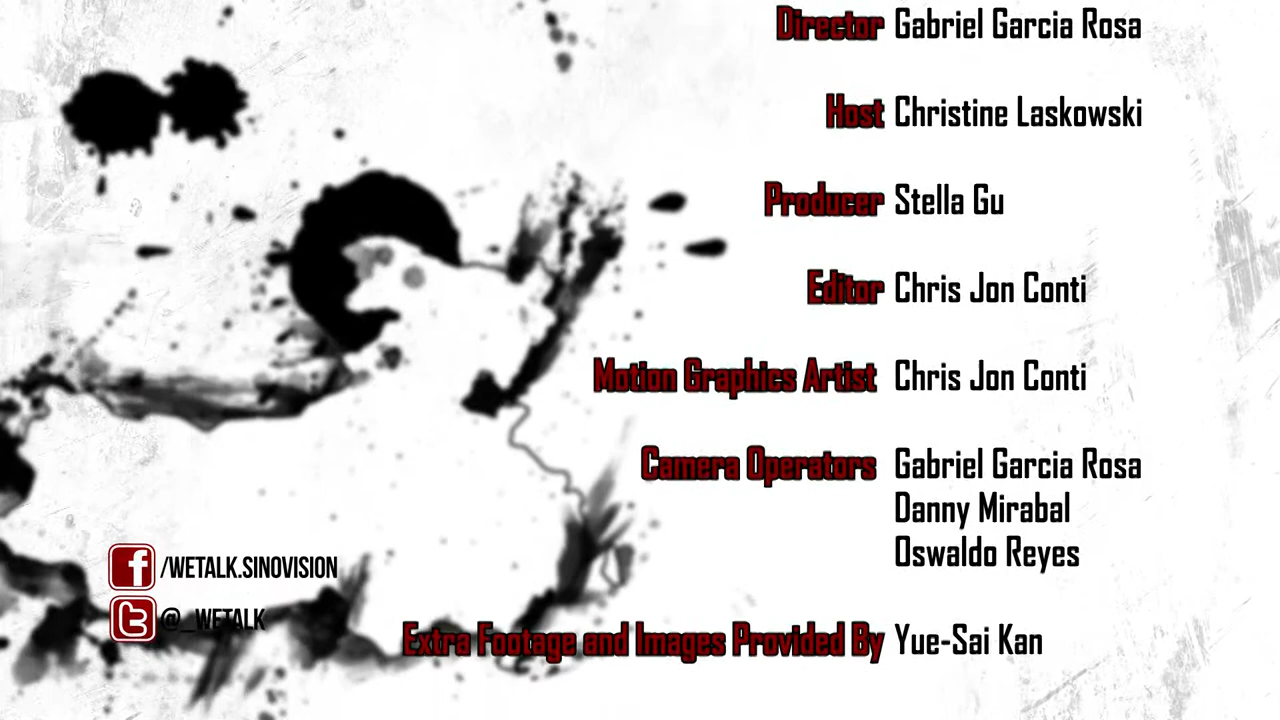 Director Gabriel Garcia Rosa
Host Christine Laskowski
Producer Stella Gu
Editor Chris Jon Conti
Motion Graphics Artist Chris Jon Conti
Camera Operators Gabriel Garcia Rosa
Danny Mirabal
Oswaldo Reyes
/WETALK.SINOVISION
@_WETALK
Extra Footage and Images Provided By Yue-Sai Kan